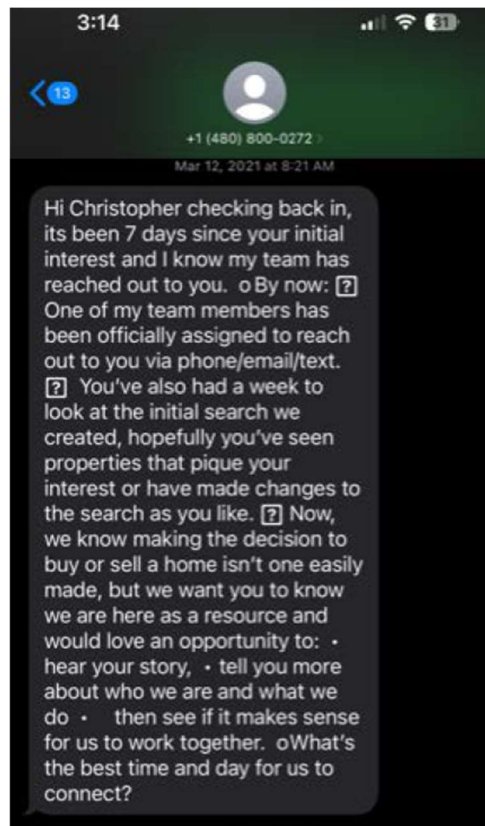 3:14
31
13
+1 (480) 800-0272 >
Mar 12, 2021 at 8:21 AM
Hi Christopher checking back in,
its been 7 days since your initial
interest and I know my team has
reached out to you.  o By now: ⍰
One of my team members has
been officially assigned to reach
out to you via phone/email/text.
⍰  You've also had a week to
look at the initial search we
created, hopefully you've seen
properties that pique your
interest or have made changes to
the search as you like. ⍰ Now,
we know making the decision to
buy or sell a home isn't one easily
made, but we want you to know
we are here as a resource and
would love an opportunity to:  •
hear your story,  • tell you more
about who we are and what we
do  •    then see if it makes sense
for us to work together.  oWhat's
the best time and day for us to
connect?